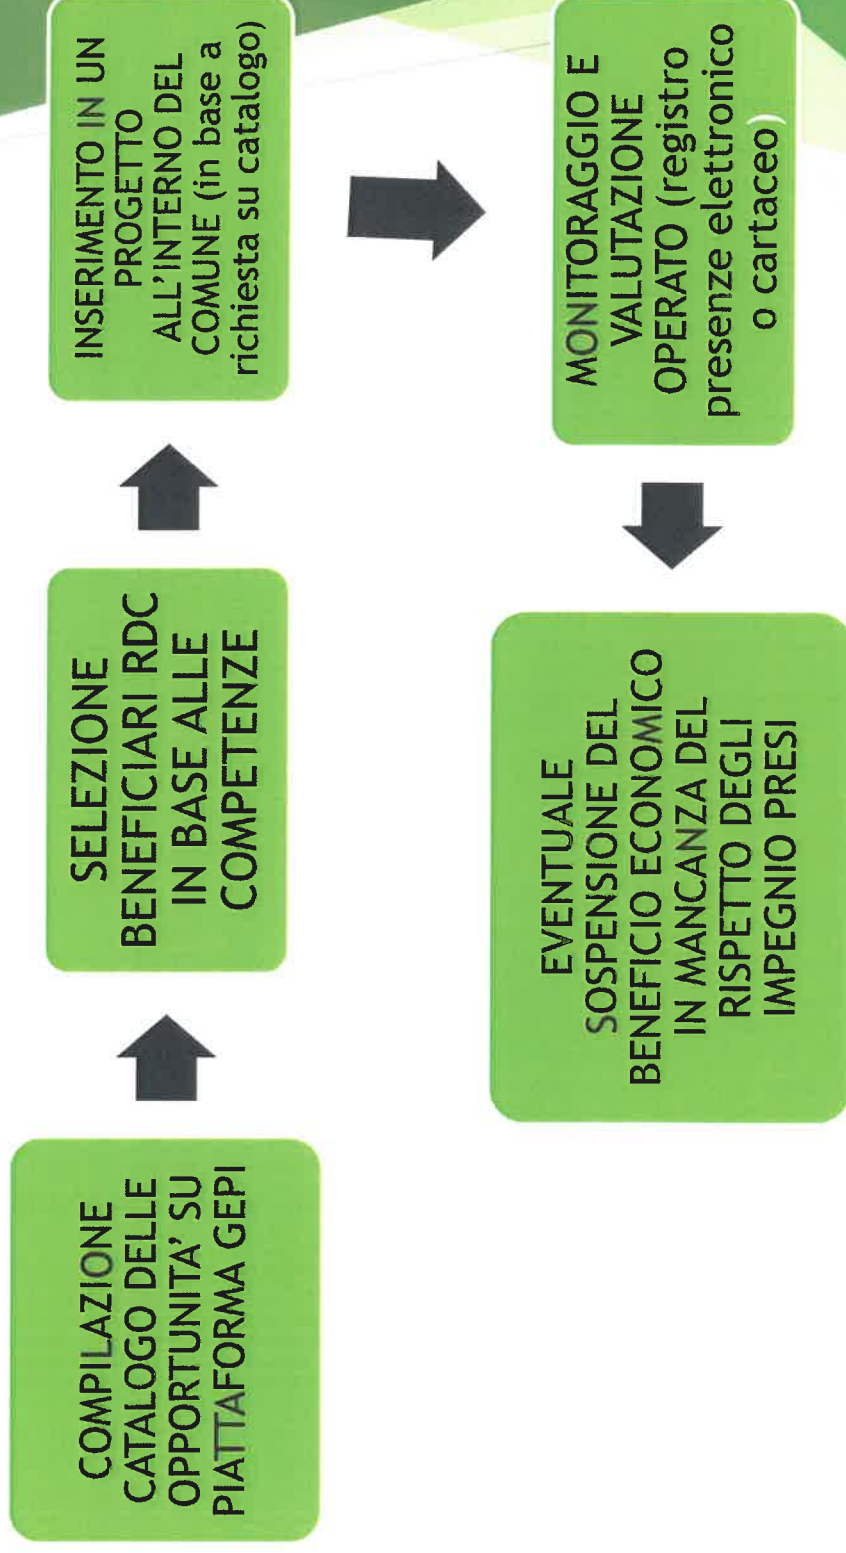 COMPILAZIONE
CATALOGO DELLE
OPPORTUNITA' SU
PIATTAFORMA GEPI
SELEZIONE
BENEFICIARI RDC
IN BASE ALLE
COMPETENZE
INSERIMENTO IN UN
PROGETTO
ALL'INTERNO DEL
COMUNE (in base a
richiesta su catalogo)
MONITORAGGIO E
VALUTAZIONE
OPERATO (registro
presenze elettronico
o cartaceo)
EVENTUALE
SOSPENSIONE DEL
BENEFICIO ECONOMICO
IN MANCANZA DEL
RISPETTO DEGLI
IMPEGNIO PRESI